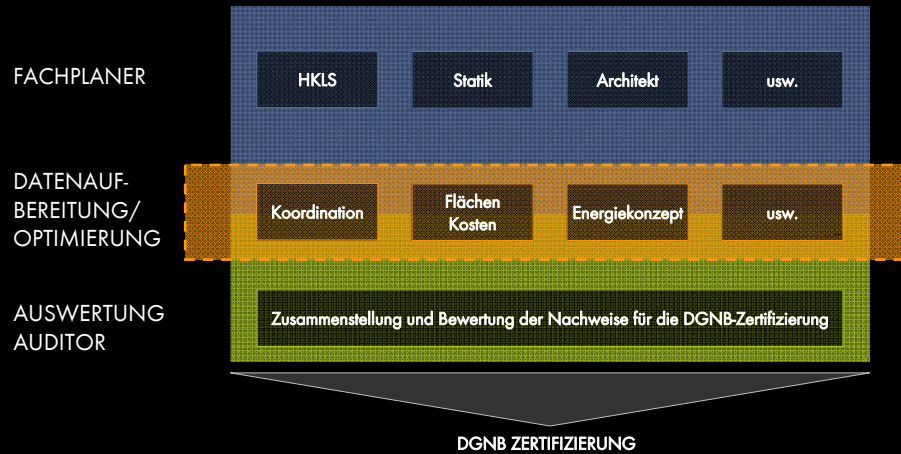 FACHPLANER
HKLS
Statik
Architekt
usw.
DATENAUF-
BEREITUNG/
OPTIMIERUNG
Koordination
Flächen
Kosten
Energiekonzept
usw.
AUSWERTUNG
AUDITOR
Zusammenstellung und Bewertung der Nachweise für die DGNB-Zertifizierung
DGNB ZERTIFIZIERUNG